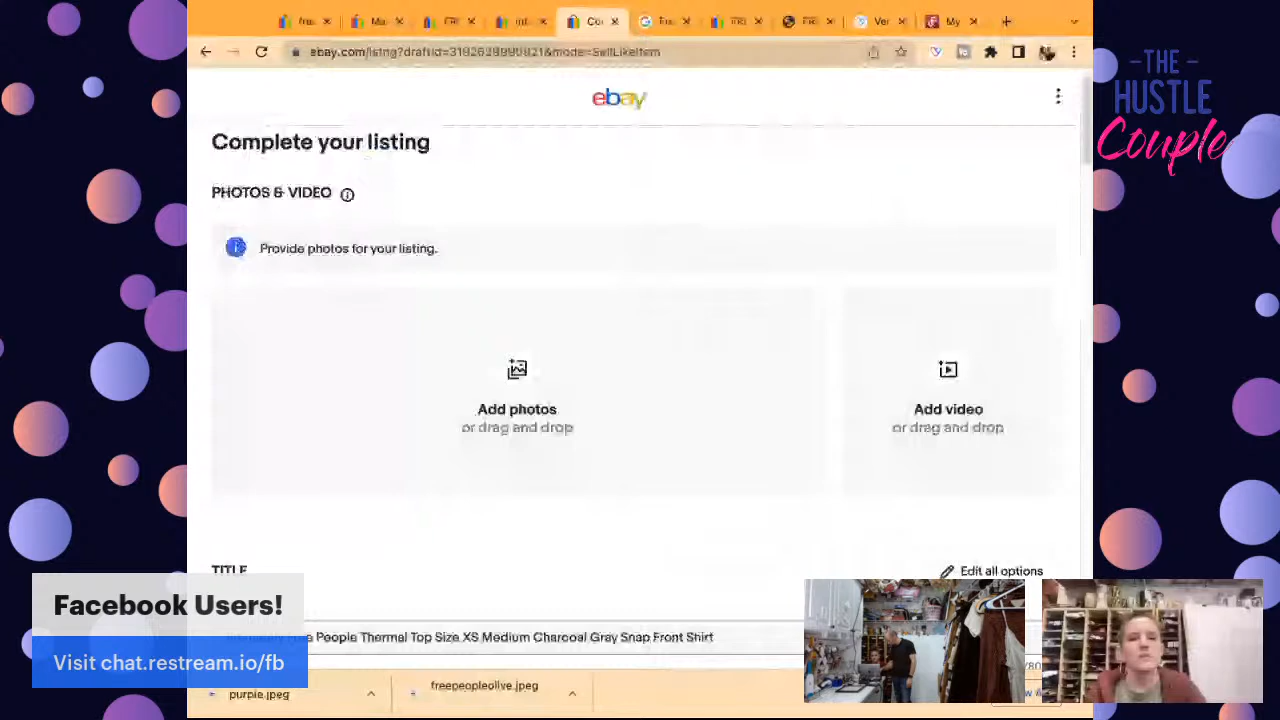 ebay.com/lstng?draftId=
&mode=SellLikeItem
-THE-
HUSTLE
Couple
ebay
Complete your listing
PHOTOS & VIDEO
Provide photos for your listing.
Add photos
or drag and drop
Add video
or drag and drop
TITLE
Edit all options
People Thermal Top Size XS Medium Charcoal Gray Snap Front Shirt
Facebook Users!
Visit chat.restream.io/fb
purple.jpeg
freepeopleolive.jpeg